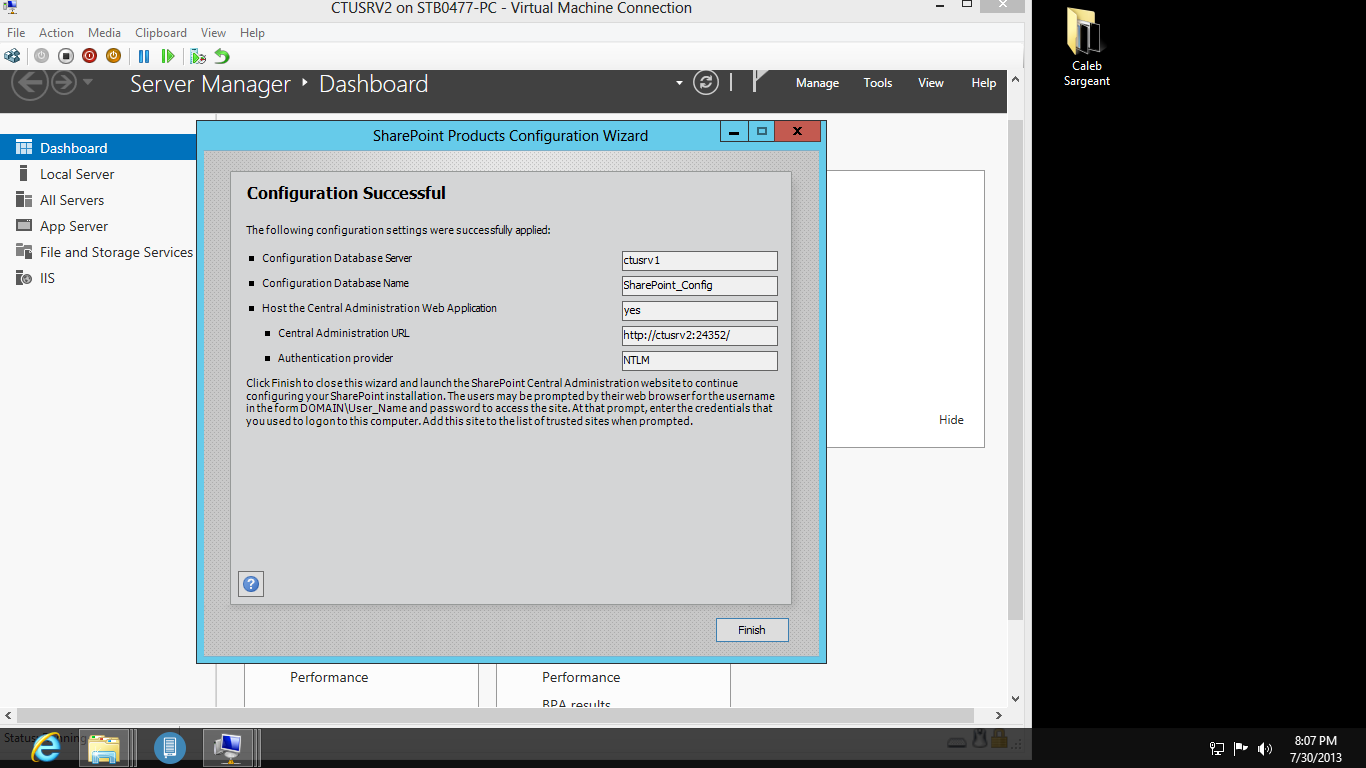 CTUSRV2 on STB0477-PC - Virtual Machine Connection
File Action Media Clipboard View Help
Server Manager Dashboard
Manage Tools View Help
Caleb
Sargeant
Dashboard
Local Server
All Servers
App Server
File and Storage Services
IIS
SharePoint Products Configuration Wizard
Configuration Successful
The following configuration settings were successfully applied:
Configuration Database Server ctusrv1
Configuration Database Name SharePoint_Config
Host the Central Administration Web Application yes
Central Administration URL http://ctusrv2:24352/
Authentication provider NTLM
Click Finish to close this wizard and launch the SharePoint Central Administration website to continue
configuring your SharePoint installation. The users may be prompted by their web browser for the username
in the form DOMAIN\User_Name and password to access the site. At that prompt, enter the credentials that
you used to logon to this computer. Add this site to the list of trusted sites when prompted.
Hide
Finish
Performance Performance
BPA results
8:07 PM
7/30/2013